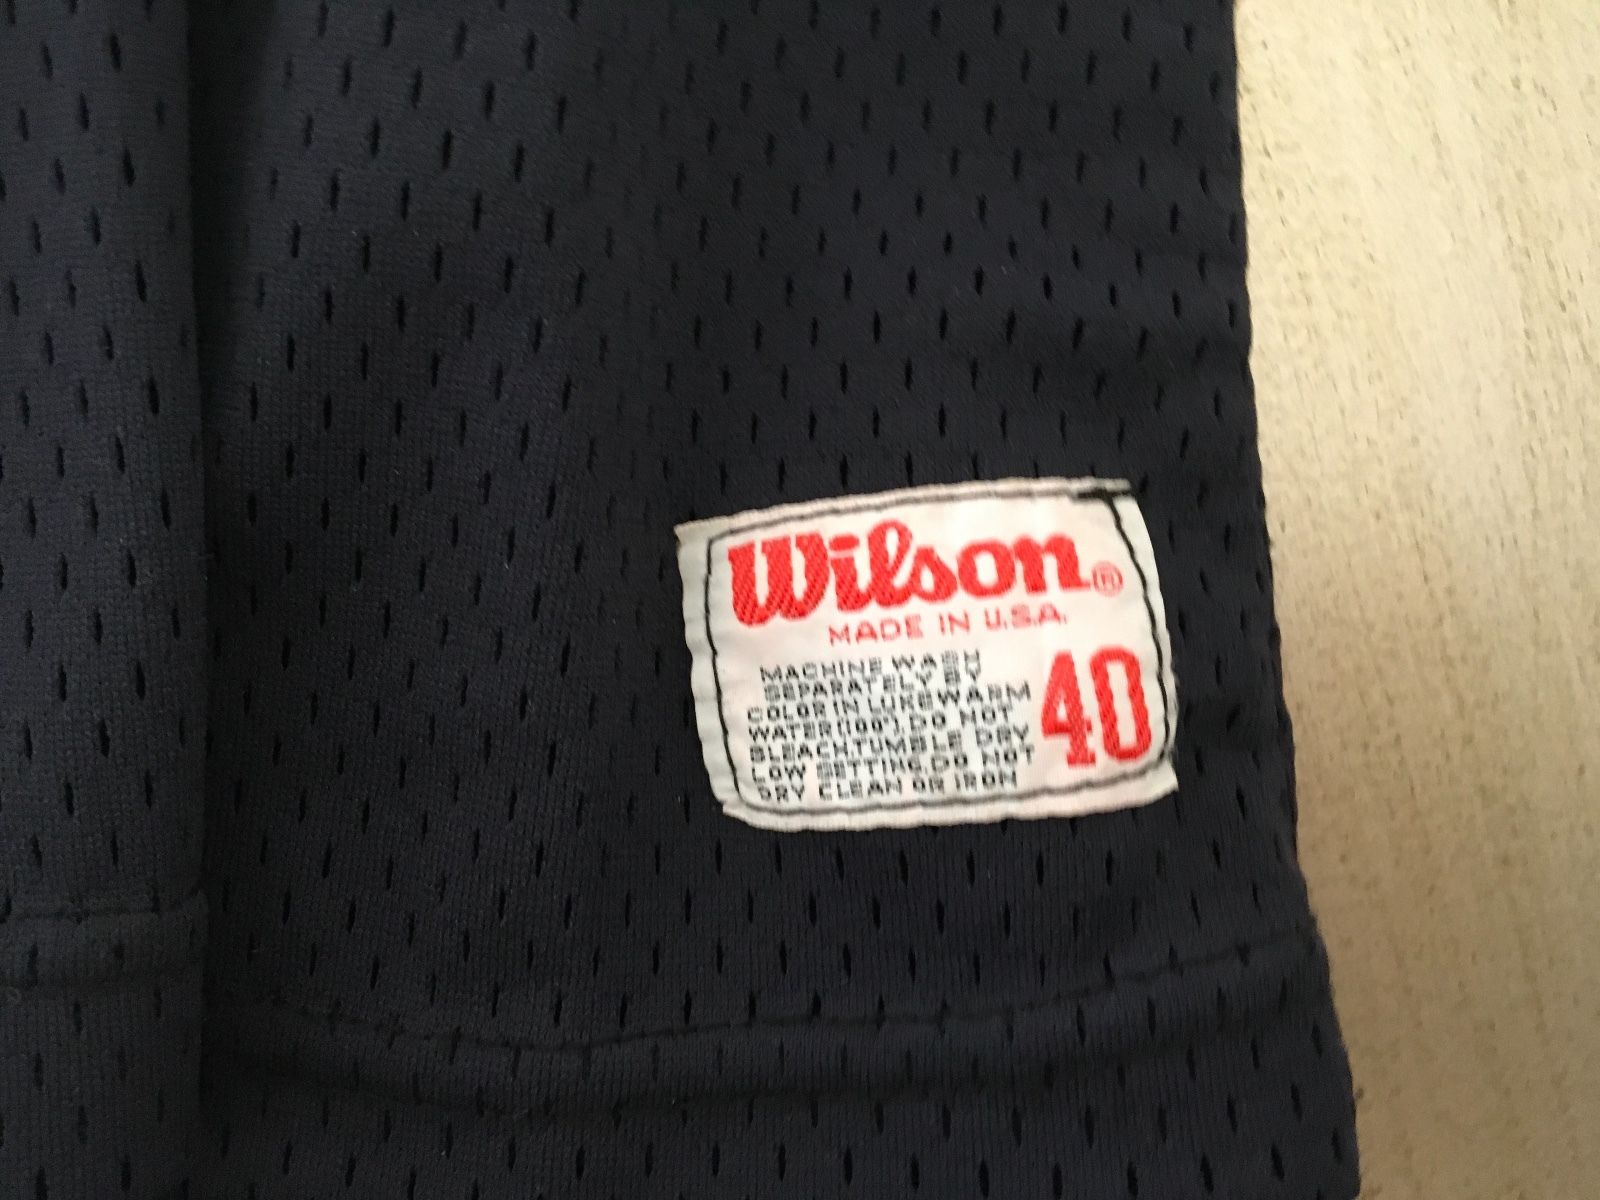 Wilson®
MADE IN U.S.A.
MACHINE WASH
SEPARATELY BY
COLOR IN LUKEWARM
WATER (100°). DO NOT
BLEACH. TUMBLE DRY
LOW SETTING. DO NOT
DRY CLEAN OR IRON
40